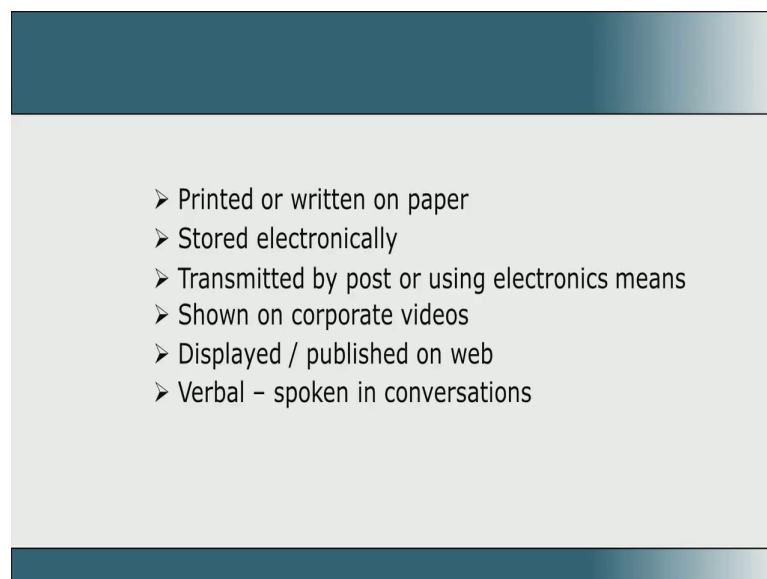 ➢ Printed or written on paper
➢ Stored electronically
➢ Transmitted by post or using electronics means
➢ Shown on corporate videos
➢ Displayed / published on web
➢ Verbal – spoken in conversations